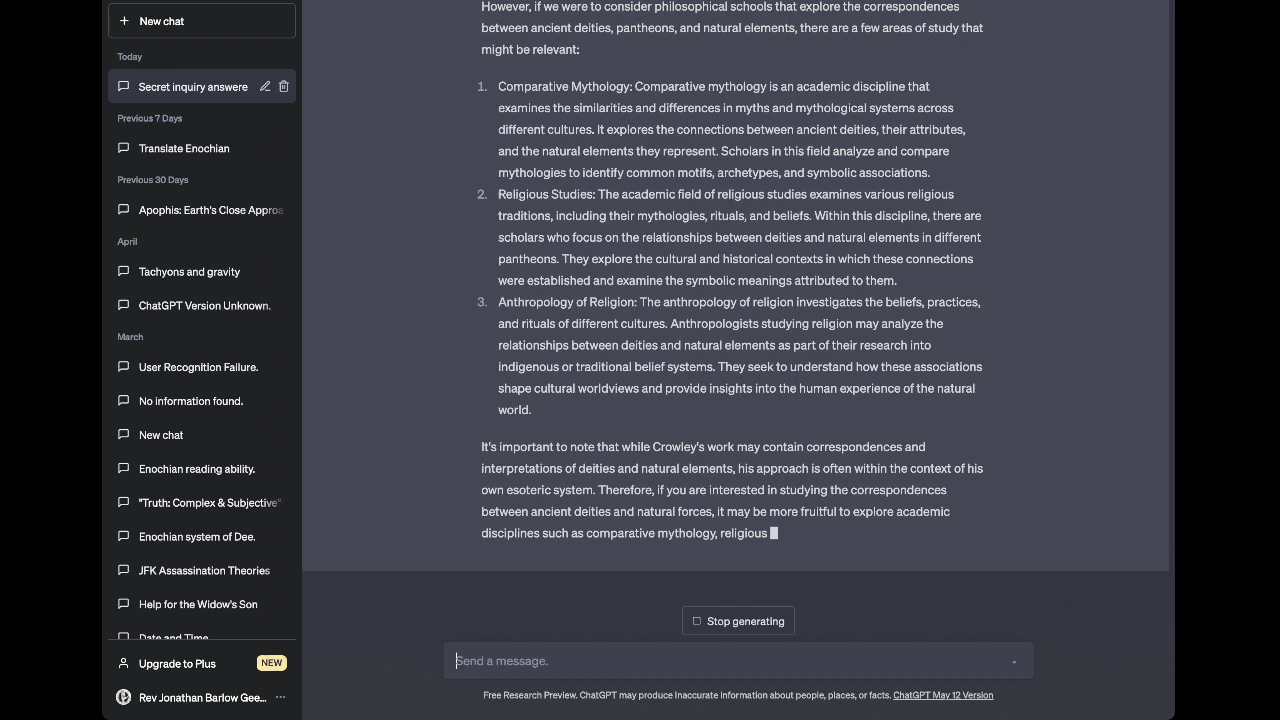 New chat
Today
Secret inquiry answere
Previous 7 Days
Translate Enochian
Previous 30 Days
Apophis: Earth's Close Approa
April
Tachyons and gravity
ChatGPT Version Unknown.
March
User Recognition Failure.
No information found.
New chat
Enochian reading ability.
"Truth: Complex & Subjective"
Enochian system of Dee.
JFK Assassination Theories
Help for the Widow's Son
Date and Time
Upgrade to Plus NEW
Rev Jonathan Barlow Gee...
However, if we were to consider philosophical schools that explore the correspondences
between ancient deities, pantheons, and natural elements, there are a few areas of study that
might be relevant:
1. Comparative Mythology: Comparative mythology is an academic discipline that
examines the similarities and differences in myths and mythological systems across
different cultures. It explores the connections between ancient deities, their attributes,
and the natural elements they represent. Scholars in this field analyze and compare
mythologies to identify common motifs, archetypes, and symbolic associations.
2. Religious Studies: The academic field of religious studies examines various religious
traditions, including their mythologies, rituals, and beliefs. Within this discipline, there are
scholars who focus on the relationships between deities and natural elements in different
pantheons. They explore the cultural and historical contexts in which these connections
were established and examine the symbolic meanings attributed to them.
3. Anthropology of Religion: The anthropology of religion investigates the beliefs, practices,
and rituals of different cultures. Anthropologists studying religion may analyze the
relationships between deities and natural elements as part of their research into
indigenous or traditional belief systems. They seek to understand how these associations
shape cultural worldviews and provide insights into the human experience of the natural
world.
It's important to note that while Crowley's work may contain correspondences and
interpretations of deities and natural elements, his approach is often within the context of his
own esoteric system. Therefore, if you are interested in studying the correspondences
between ancient deities and natural forces, it may be more fruitful to explore academic
disciplines such as comparative mythology, religious
Stop generating
Send a message.
Free Research Preview. ChatGPT may produce inaccurate information about people, places, or facts. ChatGPT May 12 Version